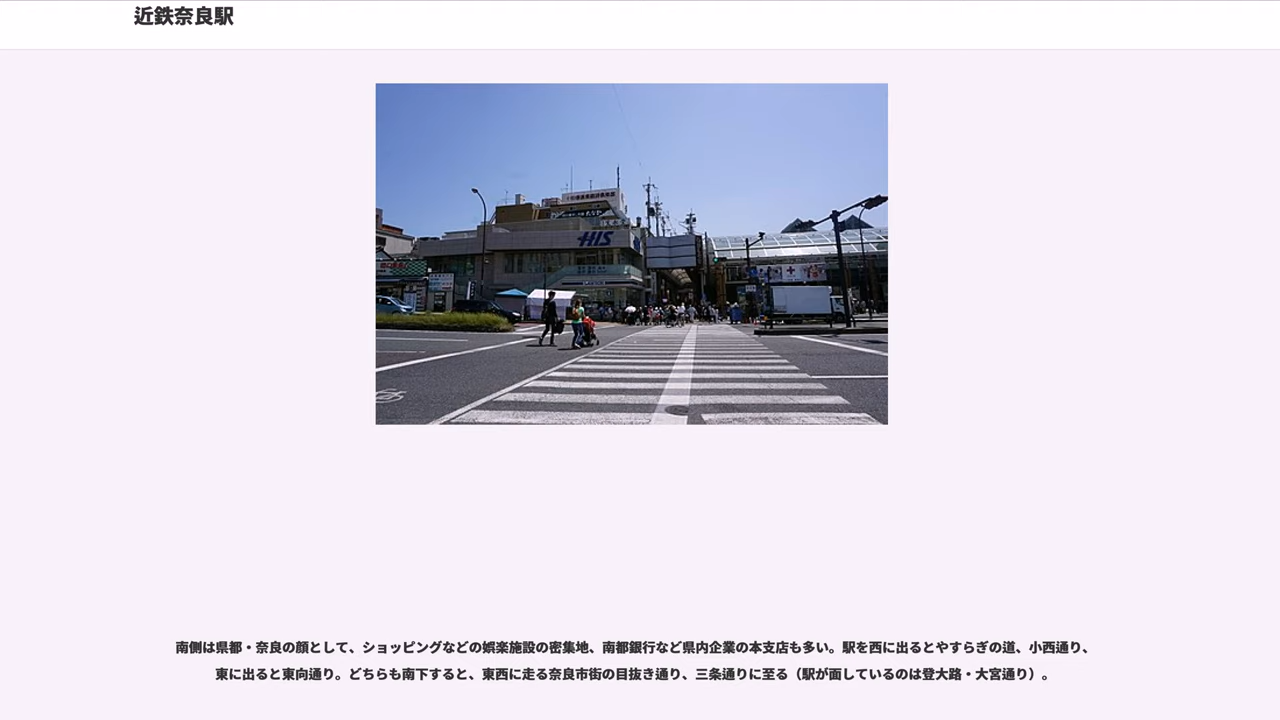 近鉄奈良駅
HIS
南側は県都・奈良の顔として、ショッピングなどの娯楽施設の密集地、南都銀行など県内企業の本支店も多い。駅を西に出るとやすらぎの道、小西通り、
東に出ると東向通り。どちらも南下すると、東西に走る奈良市街の目抜き通り、三条通りに至る（駅が面しているのは登大路・大宮通り）。